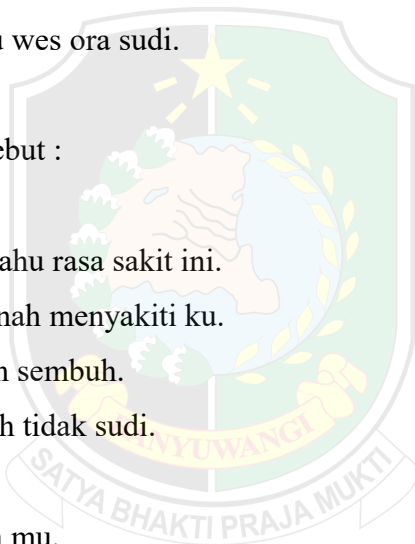 wes ora sudi.
ebut :
ahu rasa sakit ini.
nah menyakiti ku.
n sembuh.
h tidak sudi.
BANYUWANGI
SATYA BHAKTI PRAJA MUKTI
mu.